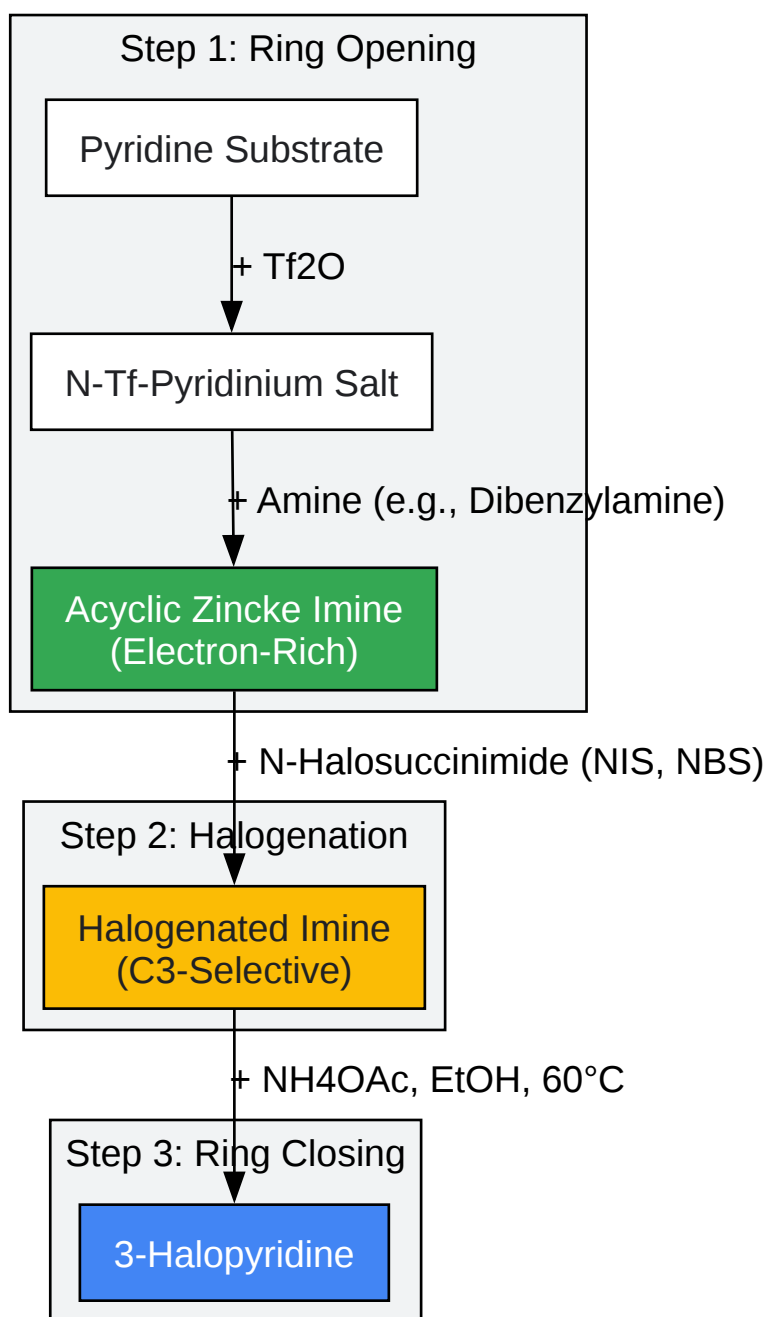 Step 1: Ring Opening
Pyridine Substrate
+ Tf2O
N-Tf-Pyridinium Salt
+ Amine (e.g., Dibenzylamine)
Acyclic Zincke Imine
(Electron-Rich)
+ N-Halosuccinimide (NIS, NBS)
Step 2: Halogenation
Halogenated Imine
(C3-Selective)
+ NH4OAc, EtOH, 60°C
Step 3: Ring Closing
3-Halopyridine